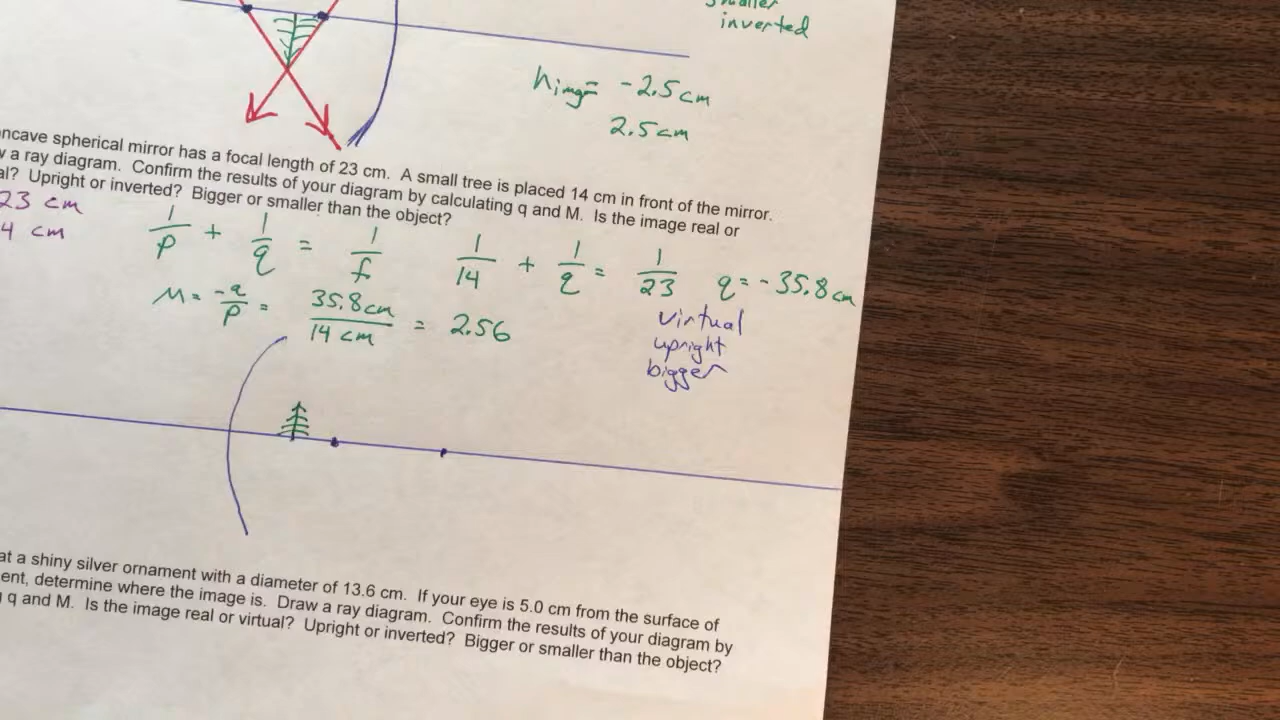 smaller
inverted
himg= -2.5cm
2.5cm
oncave spherical mirror has a focal length of 23 cm. A small tree is placed 14 cm in front of the mirror.
w a ray diagram. Confirm the results of your diagram by calculating q and M. Is the image real or
al? Upright or inverted? Bigger or smaller than the object?
23 cm
4 cm
1/p + 1/q = 1/f
1/14 + 1/q = 1/23 q= -35.8cm
M= -q/p = 35.8cm/14cm = 2.56
virtual
upright
bigger
at a shiny silver ornament with a diameter of 13.6 cm. If your eye is 5.0 cm from the surface of
ent, determine where the image is. Draw a ray diagram. Confirm the results of your diagram by
q and M. Is the image real or virtual? Upright or inverted? Bigger or smaller than the object?